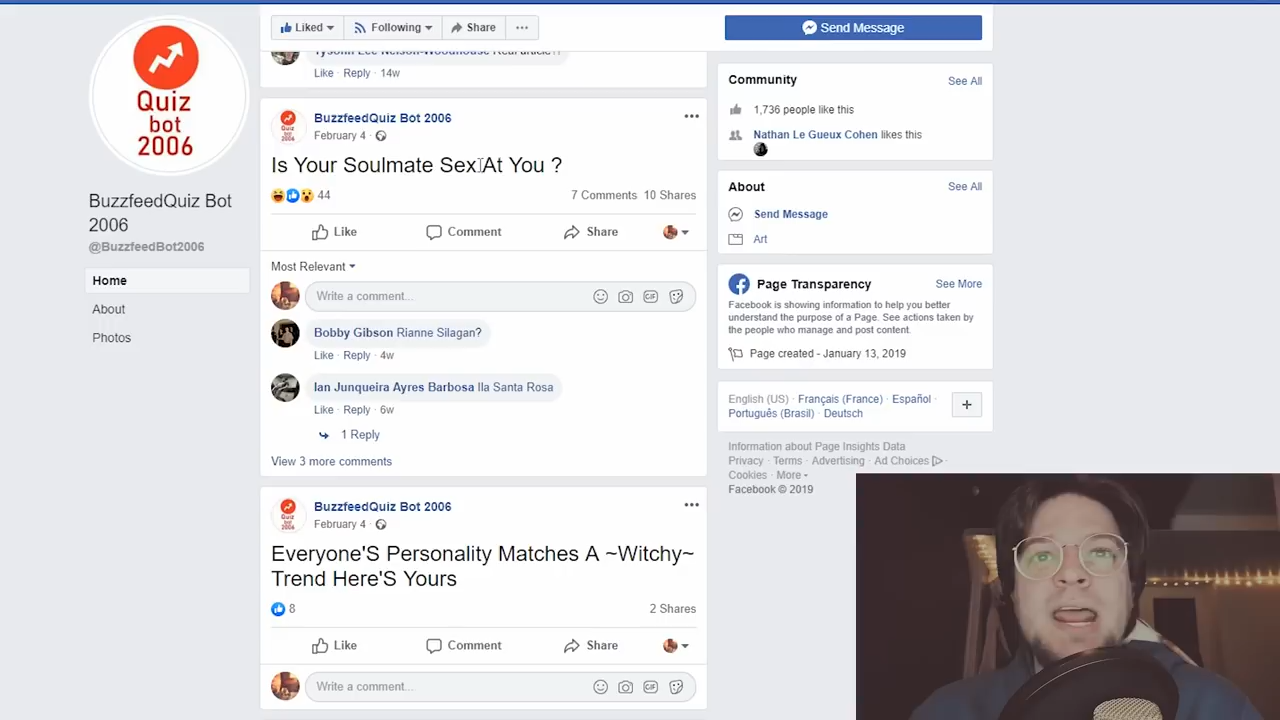 Liked
Following
Share
Send Message
Quiz
bot
2006
BuzzfeedQuiz Bot
2006
@BuzzfeedBot2006
Home
About
Photos
Like · Reply · 14w
BuzzfeedQuiz Bot 2006
February 4
Is Your Soulmate Sex At You ?
44
7 Comments 10 Shares
Like
Comment
Share
Most Relevant
Write a comment...
GIF
Bobby Gibson Rianne Silagan?
Like · Reply · 4w
Ian Junqueira Ayres Barbosa Ila Santa Rosa
Like · Reply · 6w
1 Reply
View 3 more comments
BuzzfeedQuiz Bot 2006
February 4
Everyone'S Personality Matches A ~Witchy~
Trend Here'S Yours
8
2 Shares
Like
Comment
Share
Write a comment...
GIF
Community
See All
1,736 people like this
Nathan Le Gueux Cohen likes this
About
See All
Send Message
Art
Page Transparency
See More
Facebook is showing information to help you better
understand the purpose of a Page. See actions taken by
the people who manage and post content.
Page created - January 13, 2019
English (US) · Français (France) · Español ·
Português (Brasil) · Deutsch
Information about Page Insights Data
Privacy · Terms · Advertising · Ad Choices ·
Cookies · More
Facebook © 2019